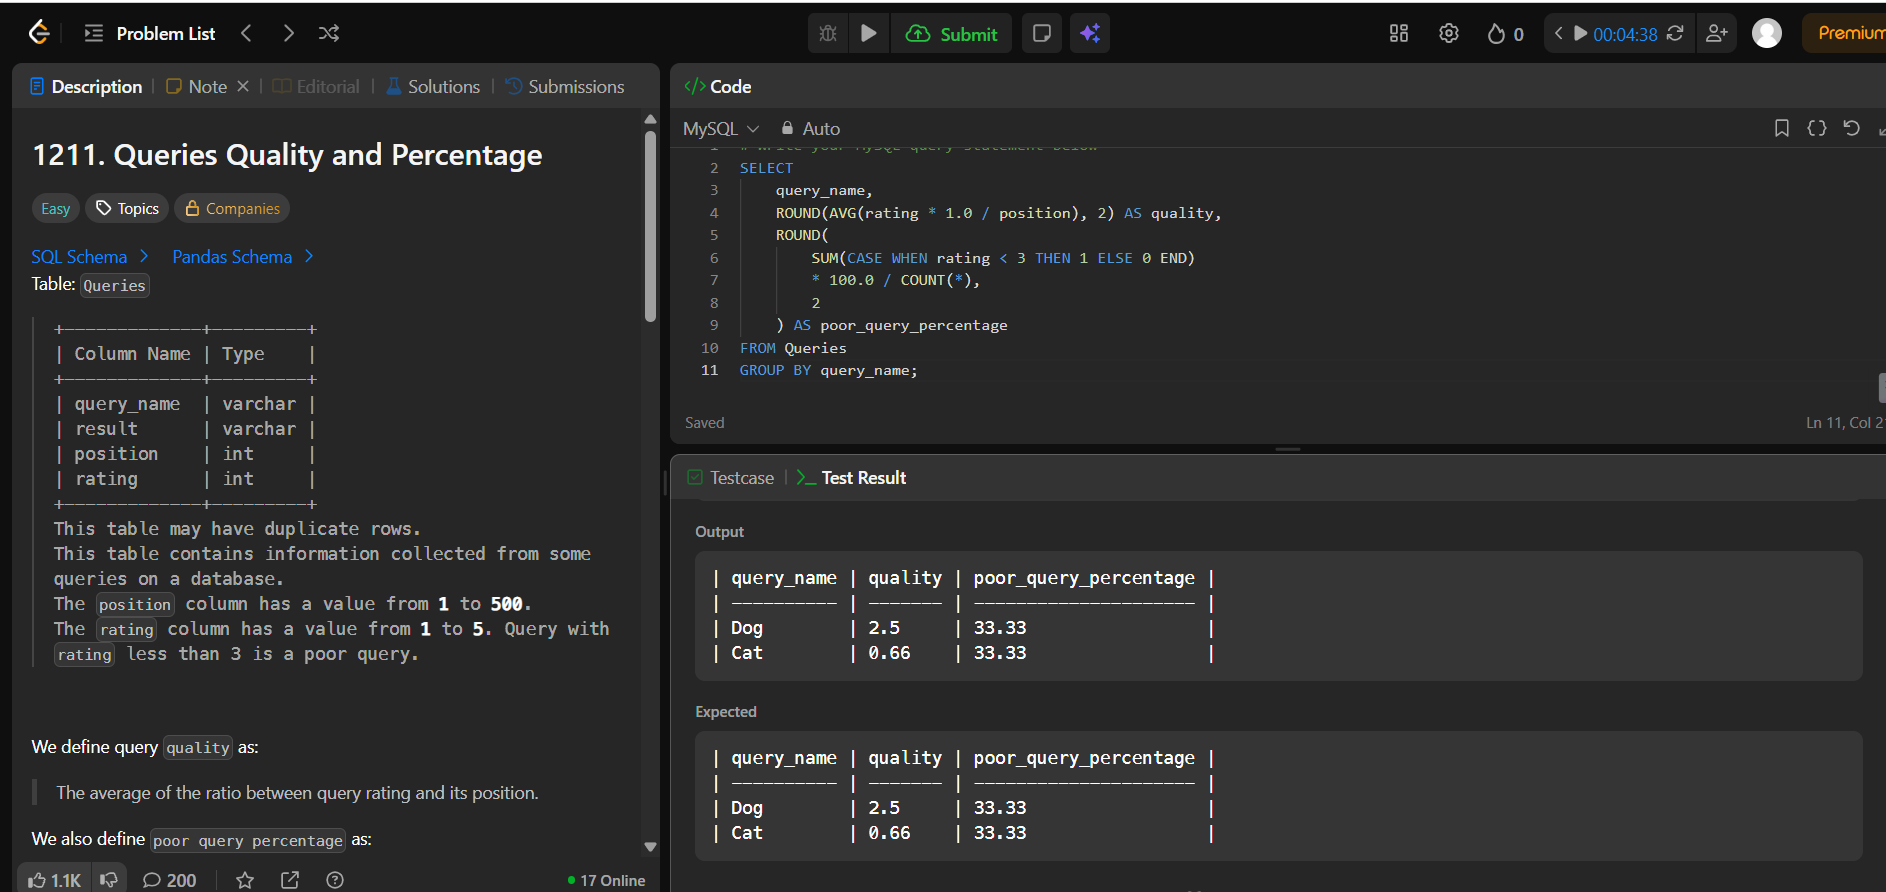 Problem List
Submit
0
00:04:38
Premium
Description
Note
Editorial
Solutions
Submissions
1211. Queries Quality and Percentage
Easy
Topics
Companies
SQL Schema
Pandas Schema
Table: Queries
+-------------+---------+
| Column Name | Type    |
+-------------+---------+
| query_name  | varchar |
| result      | varchar |
| position    | int     |
| rating      | int     |
+-------------+---------+
This table may have duplicate rows.
This table contains information collected from some
queries on a database.
The position column has a value from 1 to 500.
The rating column has a value from 1 to 5. Query with
rating less than 3 is a poor query.
We define query quality as:
The average of the ratio between query rating and its position.
We also define poor query percentage as:
1.1K
200
17 Online
</> Code
MySQL
Auto
1 # Write your MySQL query statement below
2 SELECT
3 query_name,
4 ROUND(AVG(rating * 1.0 / position), 2) AS quality,
5 ROUND(
6 SUM(CASE WHEN rating < 3 THEN 1 ELSE 0 END)
7 * 100.0 / COUNT(*),
8 2
9 ) AS poor_query_percentage
10 FROM Queries
11 GROUP BY query_name;
Saved
Ln 11, Col 2
Testcase
Test Result
Output
| query_name | quality | poor_query_percentage |
| ---------- | ------- | --------------------- |
| Dog        | 2.5     | 33.33                 |
| Cat        | 0.66    | 33.33                 |
Expected
| query_name | quality | poor_query_percentage |
| ---------- | ------- | --------------------- |
| Dog        | 2.5     | 33.33                 |
| Cat        | 0.66    | 33.33                 |